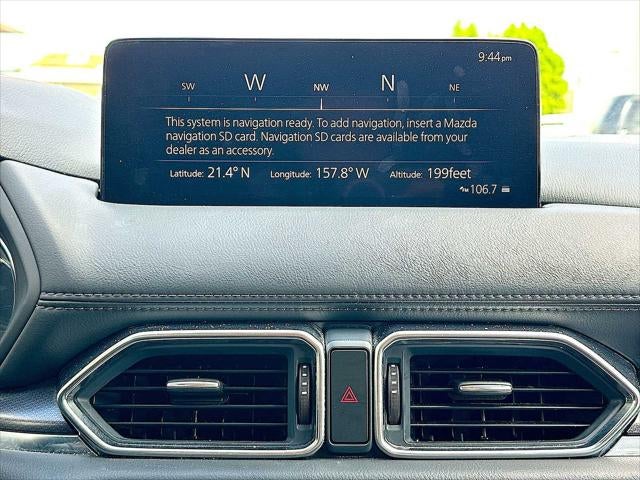 9:44pm
SW W NW N NE
This system is navigation ready. To add navigation, insert a Mazda
navigation SD card. Navigation SD cards are available from your
dealer as an accessory.
Latitude: 21.4° N Longitude: 157.8° W Altitude: 199feet
FM 106.7